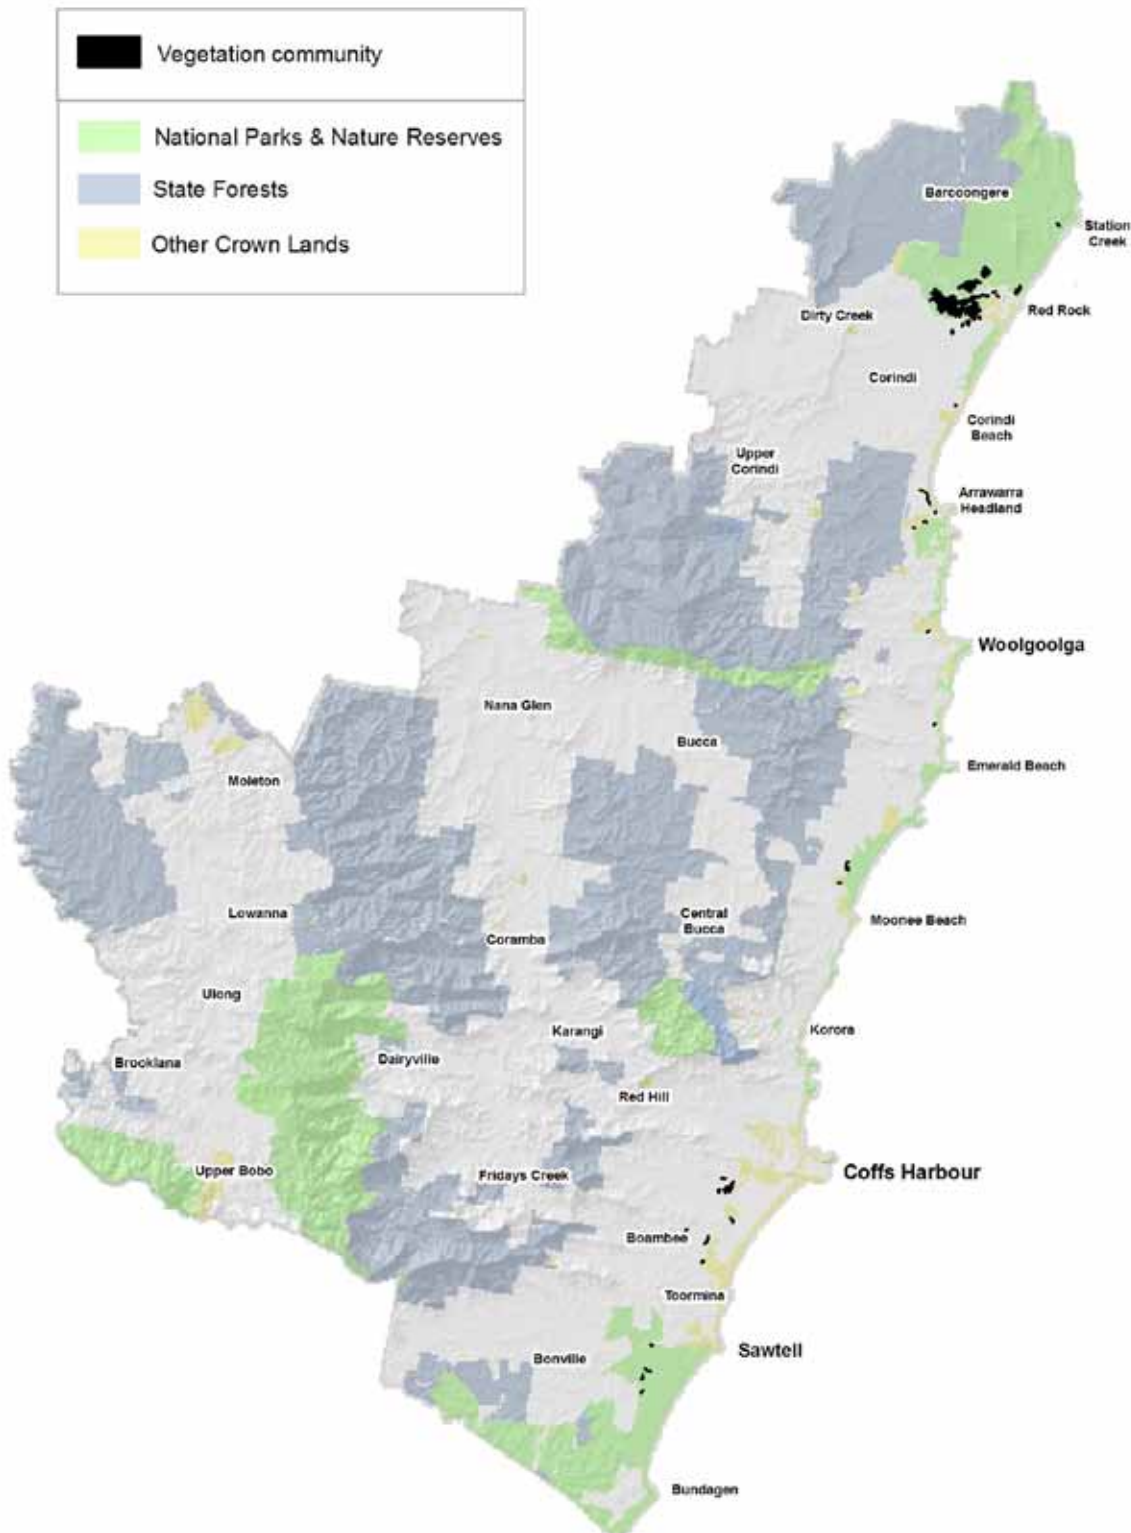 Vegetation community
National Parks & Nature Reserves
State Forests
Other Crown Lands
Barcoongere
Station
Creek
Red Rock
Dirty Creek
Corindi
Corindi
Beach
Upper
Corindi
Arrawarra
Headland
Woolgoolga
Nana Glen
Bucca
Emerald Beach
Moleton
Lowanna
Central
Bucca
Moonee Beach
Coramba
Ulong
Karangi
Korora
Brooklana
Dairyville
Red Hill
Upper Bobo
Fridays Creek
Coffs Harbour
Boambee
Toormina
Sawtell
Bonville
Bundagen